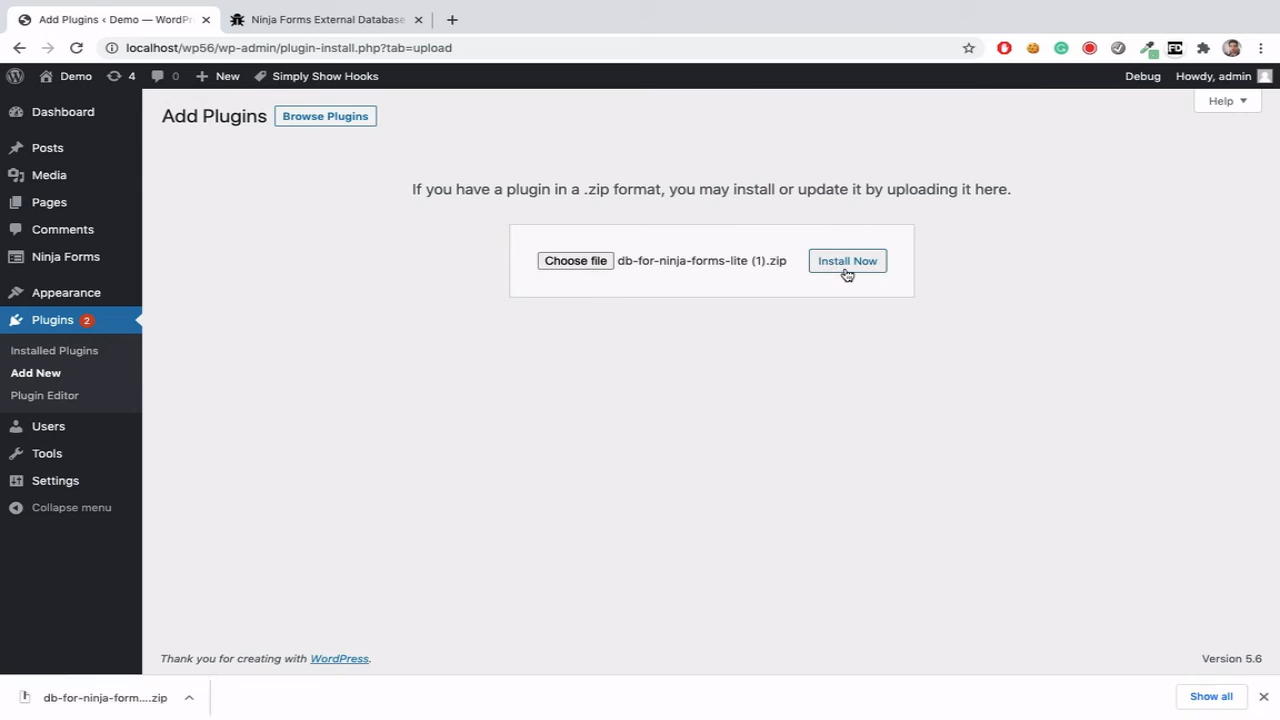 Add Plugins ‹ Demo — WordPr
Ninja Forms External Database
localhost/wp56/wp-admin/plugin-install.php?tab=upload
Demo
4
0
New
Simply Show Hooks
Debug
Howdy, admin
Dashboard
Posts
Media
Pages
Comments
Ninja Forms
Appearance
Plugins 2
Installed Plugins
Add New
Plugin Editor
Users
Tools
Settings
Collapse menu
Add Plugins
Browse Plugins
Help
If you have a plugin in a .zip format, you may install or update it by uploading it here.
Choose file db-for-ninja-forms-lite (1).zip
Install Now
Thank you for creating with WordPress.
Version 5.6
db-for-ninja-form....zip
Show all